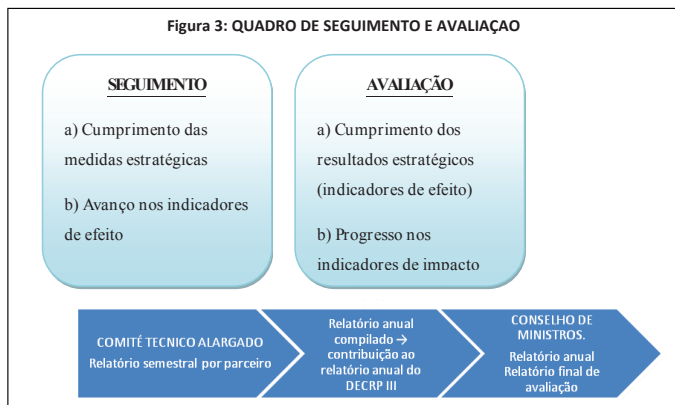 Figura 3: QUADRO DE SEGUIMENTO E AVALIAÇAO
SEGUIMENTO
a) Cumprimento das
medidas estratégicas
b) Avanço nos indicadores
de efeito
AVALIAÇÃO
a) Cumprimento dos
resultados estratégicos
(indicadores de efeito)
b) Progresso nos
indicadores de impacto
COMITÉ TECNICO ALARGADO
Relatório semestral por parceiro
Relatório anual
compilado →
contribuição ao
relatório anual do
DECRP III
CONSELHO DE
MINISTROS.
Relatório anual
Relatório final de
avaliação